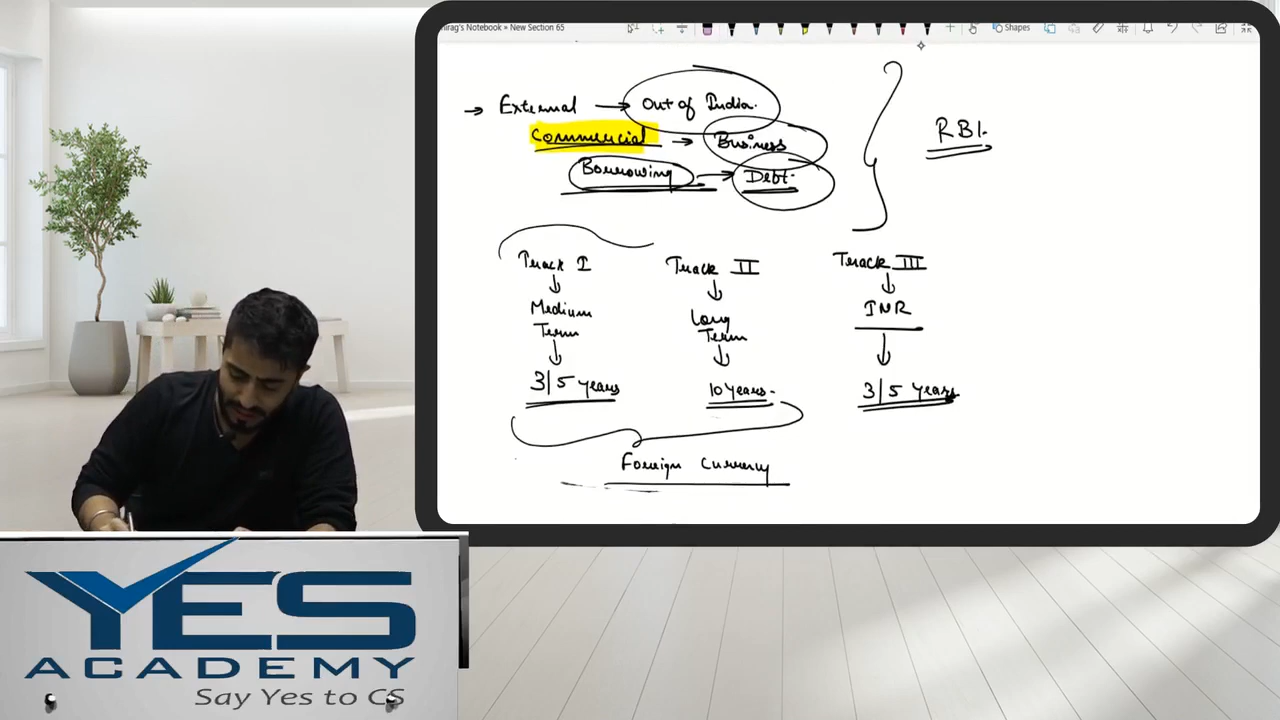 rag's Notebook » New Section 65
Shapes
→ External → Out of India.
Commercial → Business
Borrowing → Debt.
RBI.
Track I
Track II
Track III
Medium Term
Long Term
INR
3/5 years
10 Years.
3/5 Years
Foreign Currency
YES
ACADEMY
Say Yes to CS